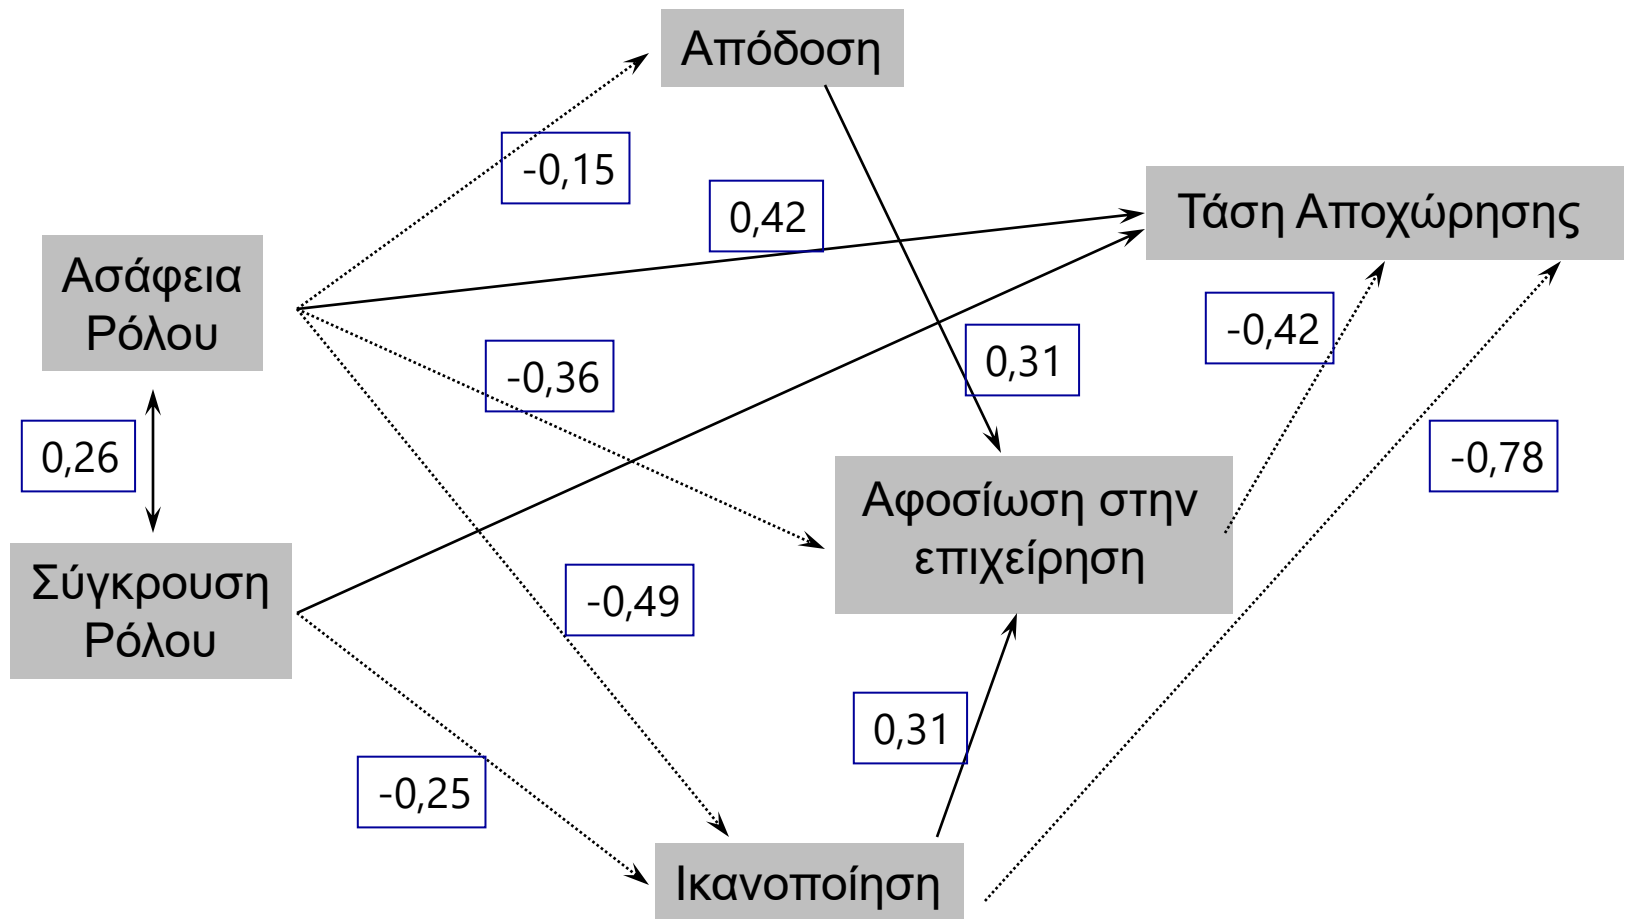 Απόδοση
-0,15
0,42
Τάση Αποχώρησης
Ασάφεια
Ρόλου
-0,36
0,31
-0,42
0,26
-0,78
Αφοσίωση στην
επιχείρηση
Σύγκρουση
Ρόλου
-0,49
0,31
-0,25
Ικανοποίηση